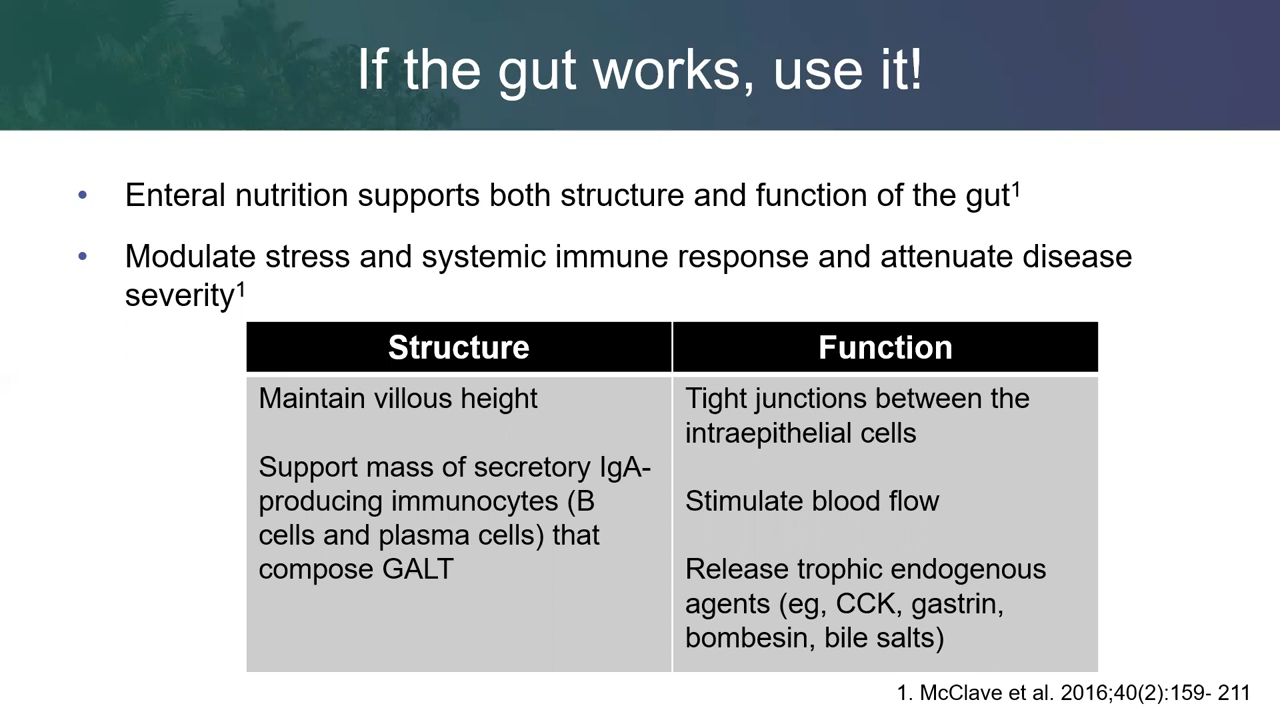 If the gut works, use it!
• Enteral nutrition supports both structure and function of the gut¹
• Modulate stress and systemic immune response and attenuate disease
severity¹
Structure
Function
Maintain villous height
Support mass of secretory IgA-
producing immunocytes (B
cells and plasma cells) that
compose GALT
Tight junctions between the
intraepithelial cells
Stimulate blood flow
Release trophic endogenous
agents (eg, CCK, gastrin,
bombesin, bile salts)
1. McClave et al. 2016;40(2):159- 211